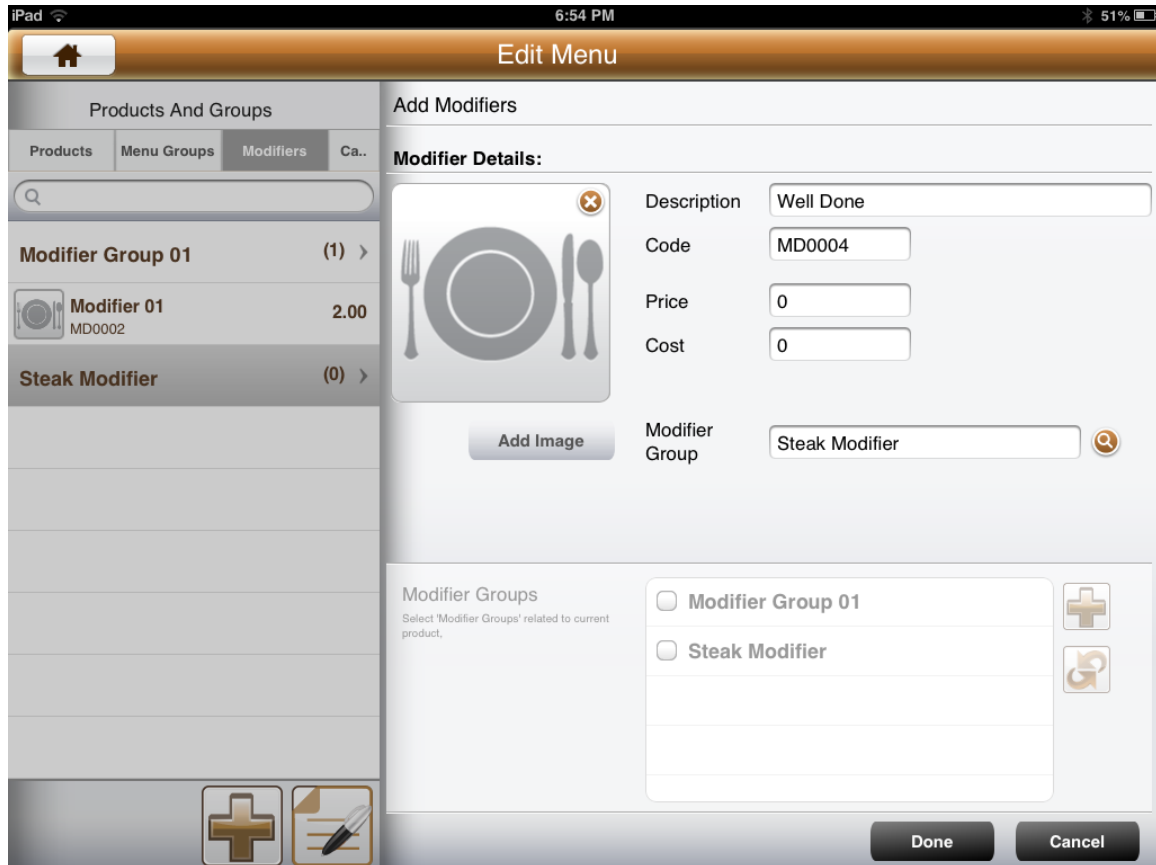 iPad 6:54 PM 51%
Edit Menu
Products And Groups
Products Menu Groups Modifiers Ca..
Modifier Group 01 (1)
Modifier 01 2.00
MD0002
Steak Modifier (0)
Add Modifiers
Modifier Details:
Description Well Done
Code MD0004
Price 0
Cost 0
Add Image
Modifier
Group
Steak Modifier
Modifier Groups
Select 'Modifier Groups' related to current
product,
Modifier Group 01
Steak Modifier
Done Cancel